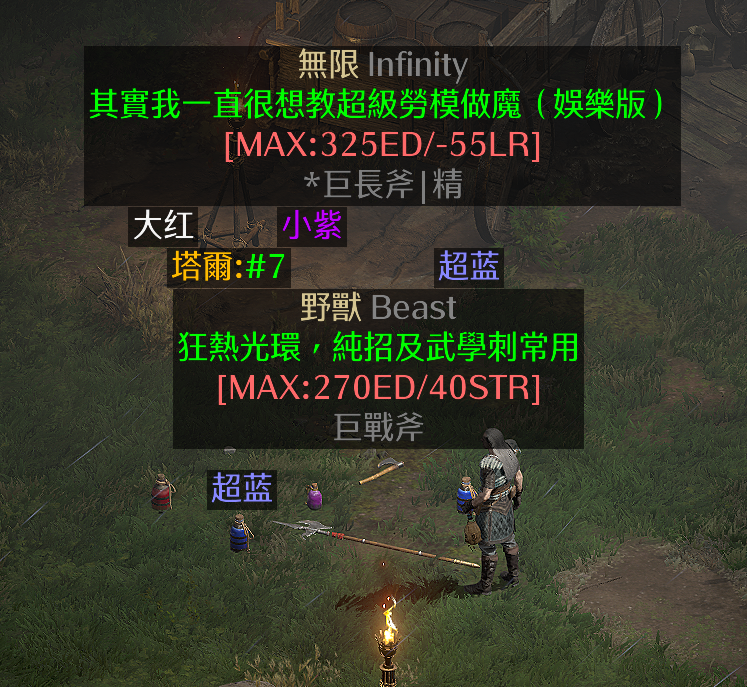 無限 Infinity
其實我一直很想教超級勞模做魔（娛樂版）
[MAX:325ED/-55LR]
*巨長斧|精
大红
小紫
塔爾:#7
超蓝
野獸 Beast
狂熱光環，純招及武學刺常用
[MAX:270ED/40STR]
巨戰斧
超蓝